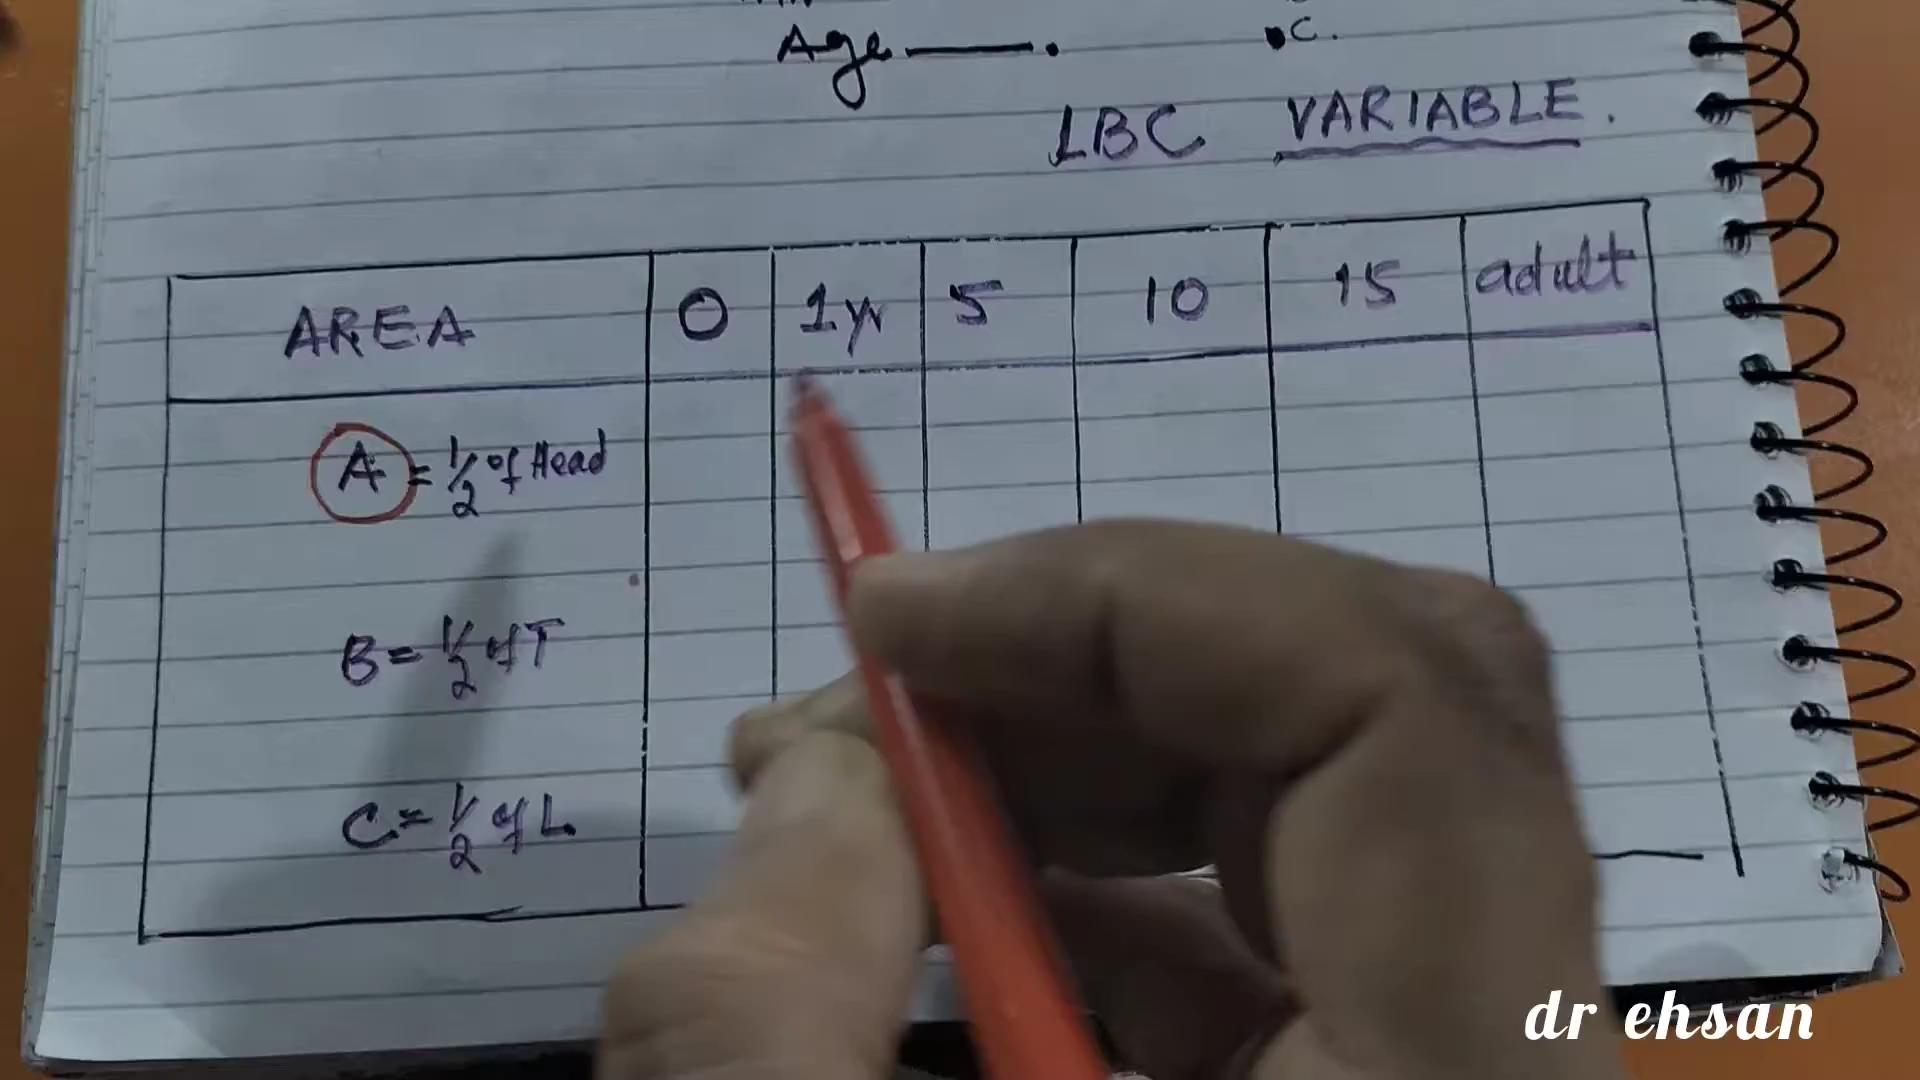 Age
C.
LBC VARIABLE.
AREA 0 1yr 5 10 15 adult
A = 1/2 of Head
B = 1/2 of T
C = 1/2 of L
dr ehsan